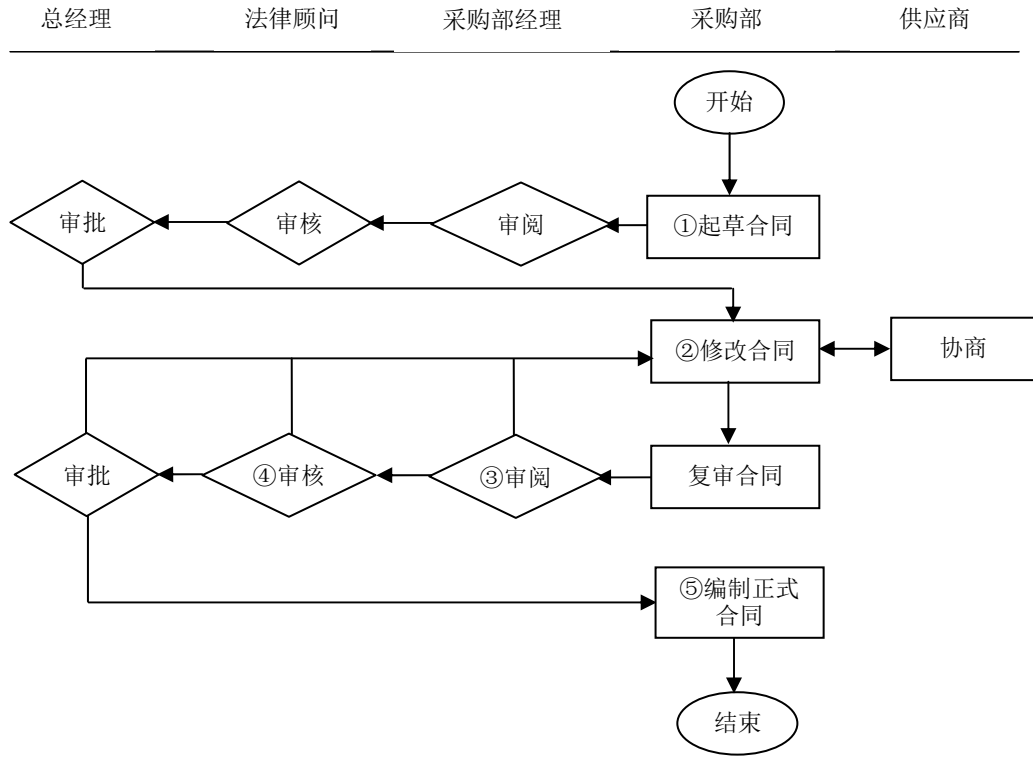 总经理
法律顾问
采购部经理
采购部
供应商
开始
审批
审核
审阅
①起草合同
②修改合同
协商
审批
④审核
③审阅
复审合同
⑤编制正式
合同
结束